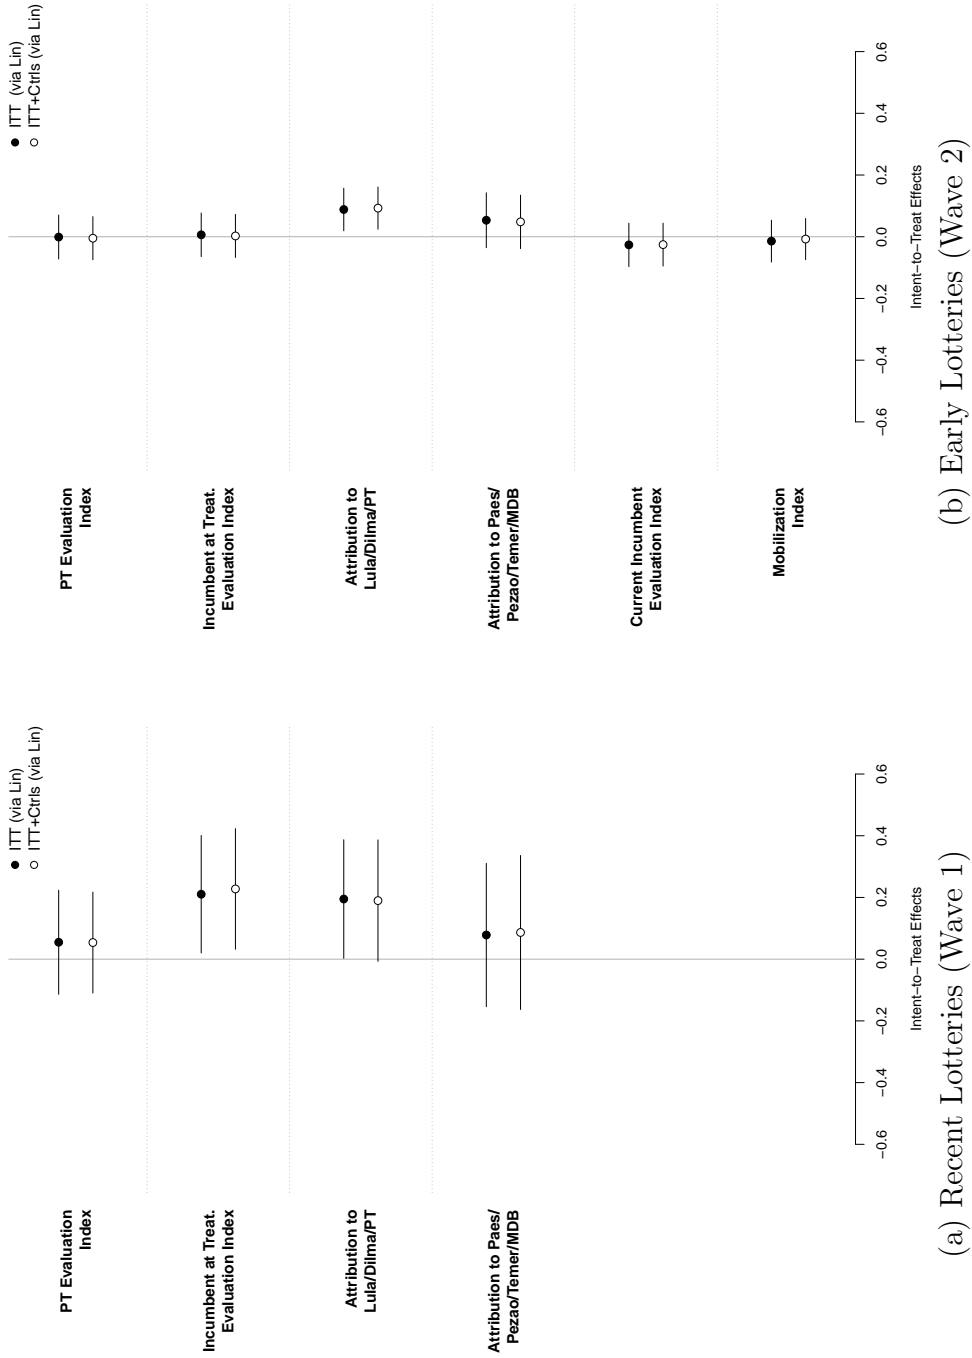 ITT (via Lin)
ITT+Ctrls (via Lin)
PT Evaluation
Index
Incumbent at Treat.
Evaluation Index
Attribution to
Lula/Dilma/PT
Attribution to Paes/
Pezao/Temer/MDB
−0.6 −0.4 −0.2 0.0 0.2 0.4 0.6
Intent−to−Treat Effects
(a) Recent Lotteries (Wave 1)
ITT (via Lin)
ITT+Ctrls (via Lin)
PT Evaluation
Index
Incumbent at Treat.
Evaluation Index
Attribution to
Lula/Dilma/PT
Attribution to Paes/
Pezao/Temer/MDB
Current Incumbent
Evaluation Index
Mobilization
Index
−0.6 −0.4 −0.2 0.0 0.2 0.4 0.6
Intent−to−Treat Effects
(b) Early Lotteries (Wave 2)